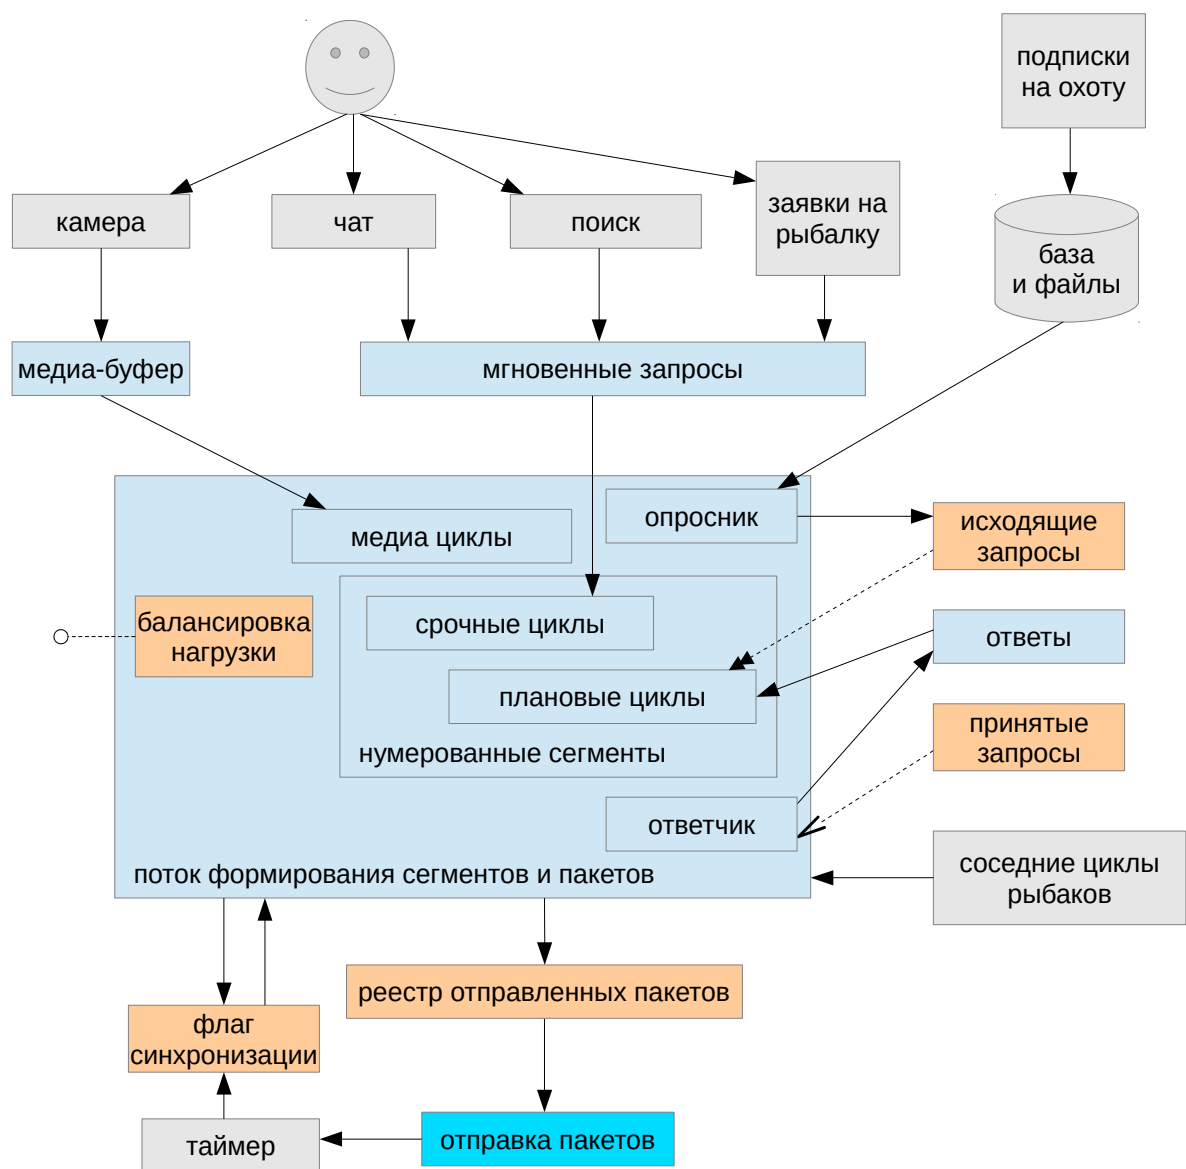 подписки
на охоту
камера
чат
поиск
заявки на
рыбалку
база
и файлы
медиа-буфер
мгновенные запросы
опросник
исходящие
запросы
медиа циклы
балансировка
нагрузки
срочные циклы
ответы
плановые циклы
принятые
запросы
нумерованные сегменты
ответчик
поток формирования сегментов и пакетов
соседние циклы
рыбаков
реестр отправленных пакетов
флаг
синхронизации
таймер
отправка пакетов